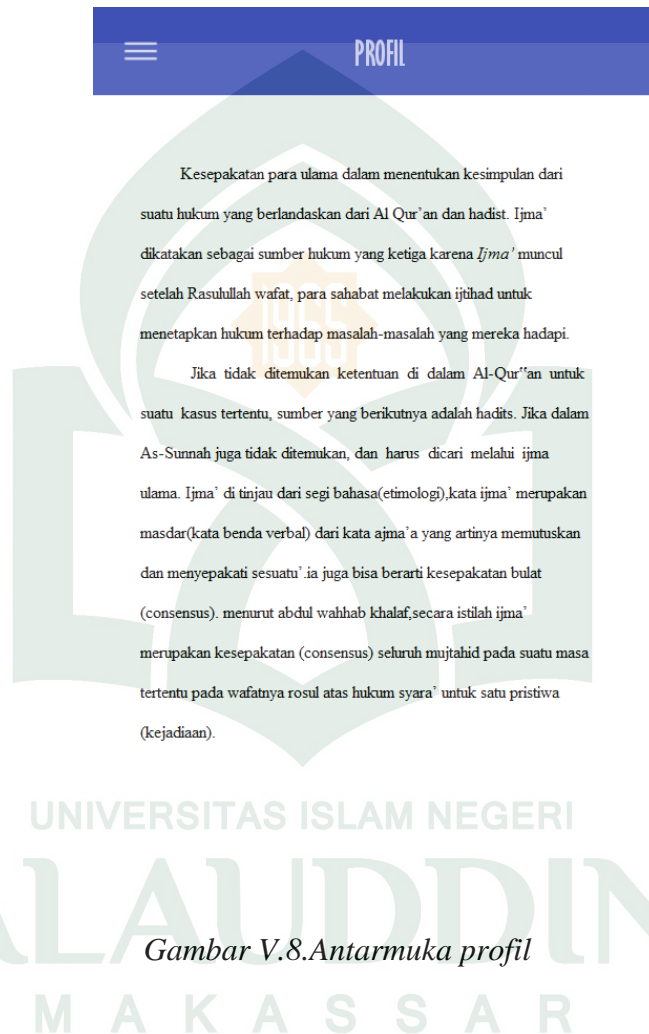 PROFIL
Kesepakatan para ulama dalam menentukan kesimpulan dari
suatu hukum yang berlandaskan dari Al Qur’an dan hadist. Ijma’
dikatakan sebagai sumber hukum yang ketiga karena Ijma’ muncul
setelah Rasulullah wafat, para sahabat melakukan ijtihad untuk
menetapkan hukum terhadap masalah-masalah yang mereka hadapi.
Jika tidak ditemukan ketentuan di dalam Al-Qur‟an untuk
suatu kasus tertentu, sumber yang berikutnya adalah hadits. Jika dalam
As-Sunnah juga tidak ditemukan, dan harus dicari melalui ijma
ulama. Ijma’ di tinjau dari segi bahasa(etimologi),kata ijma’ merupakan
masdar(kata benda verbal) dari kata ajma’a yang artinya memutuskan
dan menyepakati sesuatu’.ia juga bisa berarti kesepakatan bulat
(consensus). menurut abdul wahhab khalaf,secara istilah ijma’
merupakan kesepakatan (consensus) seluruh mujtahid pada suatu masa
tertentu pada wafatnya rosul atas hukum syara’ untuk satu pristiwa
(kejadiaan).
1965
UNIVERSITAS ISLAM NEGERI
ALAUDDIN
Gambar V.8.Antarmuka profil
MAKASSAR